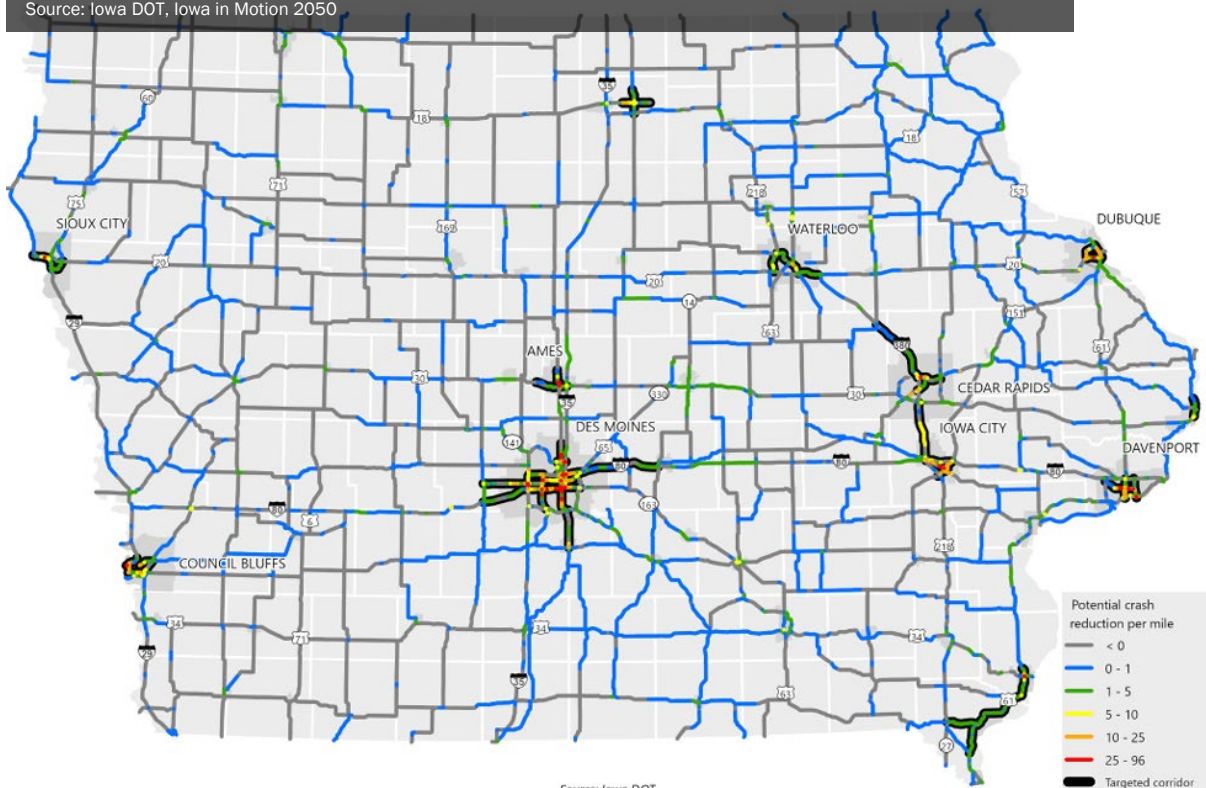 Source: Iowa DOT, Iowa in Motion 2050
35
60
18
18
71
218
52
75
169
SIOUX CITY
WATERLOO
DUBUQUE
20
20
20
14
151
29
63
61
380
AMES
30
330
30
CEDAR RAPIDS
35
DES MOINES
IOWA CITY
141
65
DAVENPORT
80
80
80
163
80
6
218
COUNCIL BLUFFS
34
34
34
71
29
35
63
61
27
Potential crash
reduction per mile
< 0
0 - 1
1 - 5
5 - 10
10 - 25
25 - 96
Targeted corridor
Source: Iowa DOT